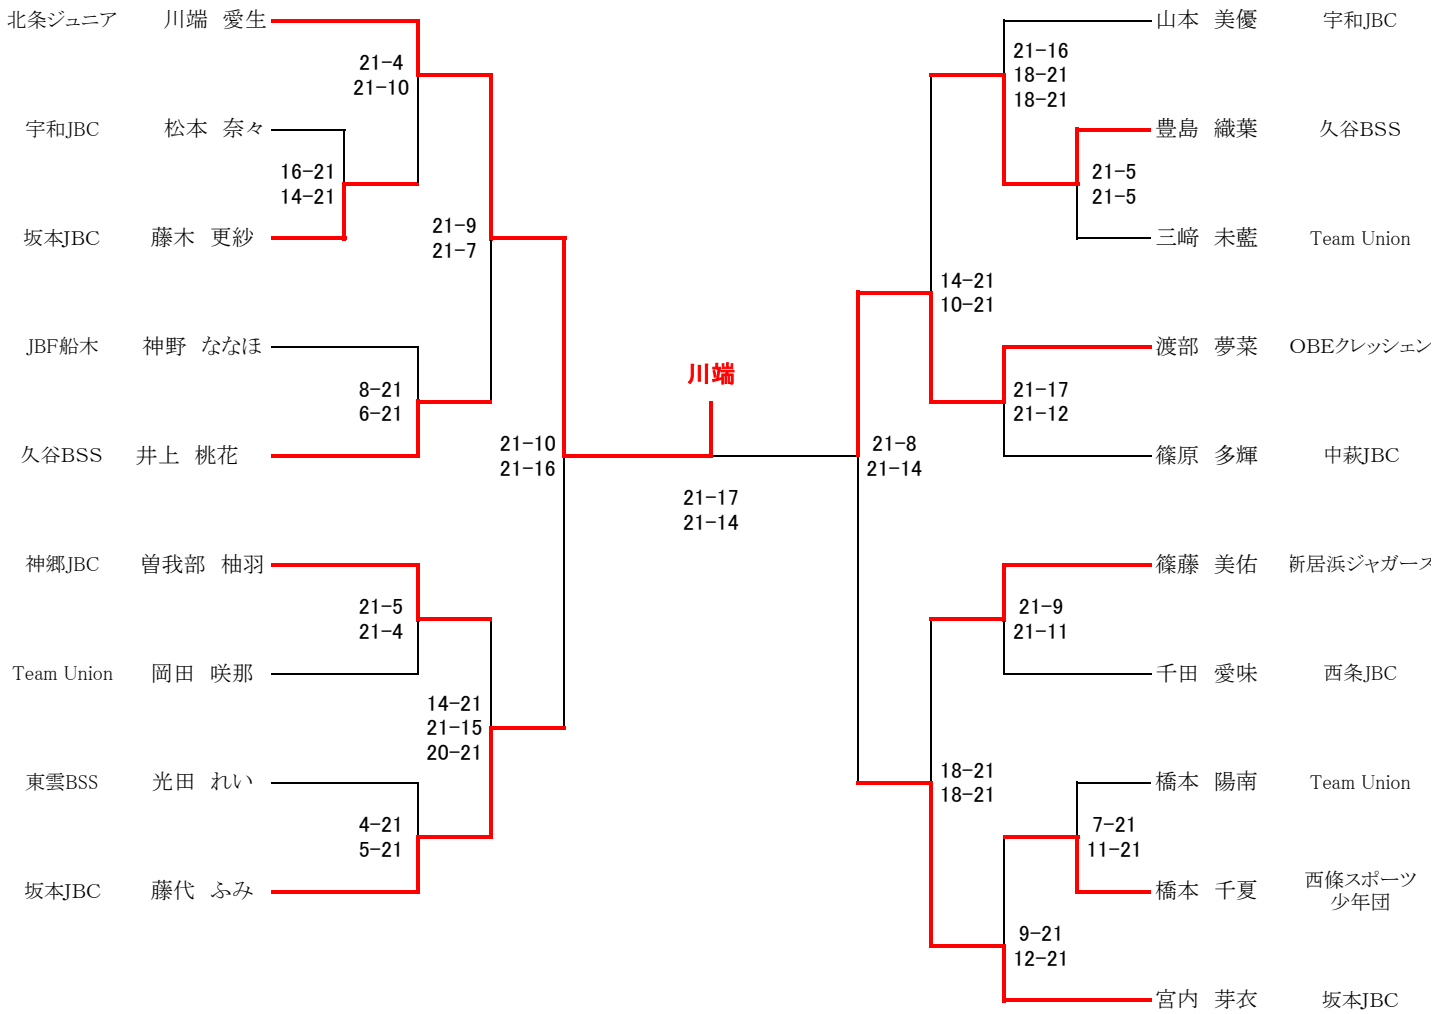 北条ジュニア 川端 愛生
21-4
21-10
宇和JBC 松本 奈々
16-21
14-21
坂本JBC 藤木 更紗
21-9
21-7
JBF船木 神野 ななほ
8-21
6-21
久谷BSS 井上 桃花
21-10
21-16
神郷JBC 曽我部 柚羽
21-5
21-4
Team Union 岡田 咲那
14-21
21-15
20-21
東雲BSS 光田 れい
4-21
5-21
坂本JBC 藤代 ふみ
川端
21-17
21-14
山本 美優 宇和JBC
21-16
18-21
18-21
豊島 織葉 久谷BSS
21-5
21-5
三﨑 未藍 Team Union
14-21
10-21
渡部 夢菜 OBEクレッシェン
21-17
21-12
篠原 多輝 中萩JBC
21-8
21-14
篠藤 美佑 新居浜ジャガーズ
21-9
21-11
千田 愛味 西条JBC
18-21
18-21
橋本 陽南 Team Union
7-21
11-21
橋本 千夏 西條スポーツ
少年団
9-21
12-21
宮内 芽衣 坂本JBC